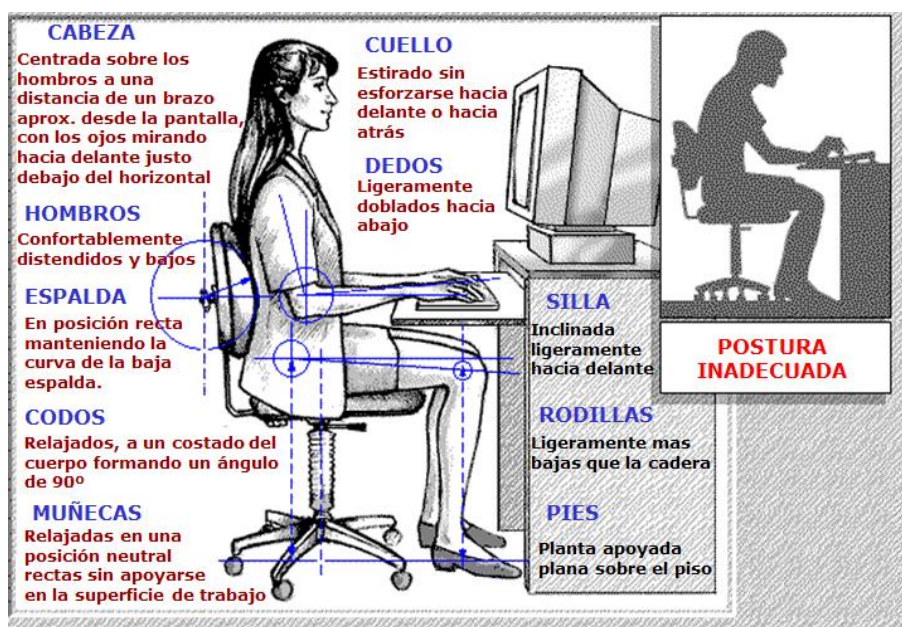 CABEZA
Centrada sobre los
hombros a una
distancia de un brazo
aprox. desde la pantalla,
con los ojos mirando
hacia delante justo
debajo del horizontal
HOMBROS
Confortablemente
distendidos y bajos
ESPALDA
En posición recta
manteniendo la
curva de la baja
espalda.
CODOS
Relajados, a un costado del
cuerpo formando un ángulo
de 90º
MUÑECAS
Relajadas en una
posición neutral
rectas sin apoyarse
en la superficie de trabajo
CUELLO
Estirado sin
esforzarse hacia
delante o hacia
atrás
DEDOS
Ligeramente
doblados hacia
abajo
SILLA
Inclinada
ligeramente
hacia delante
RODILLAS
Ligeramente mas
bajas que la cadera
PIES
Planta apoyada
plana sobre el piso
POSTURA
INADECUADA